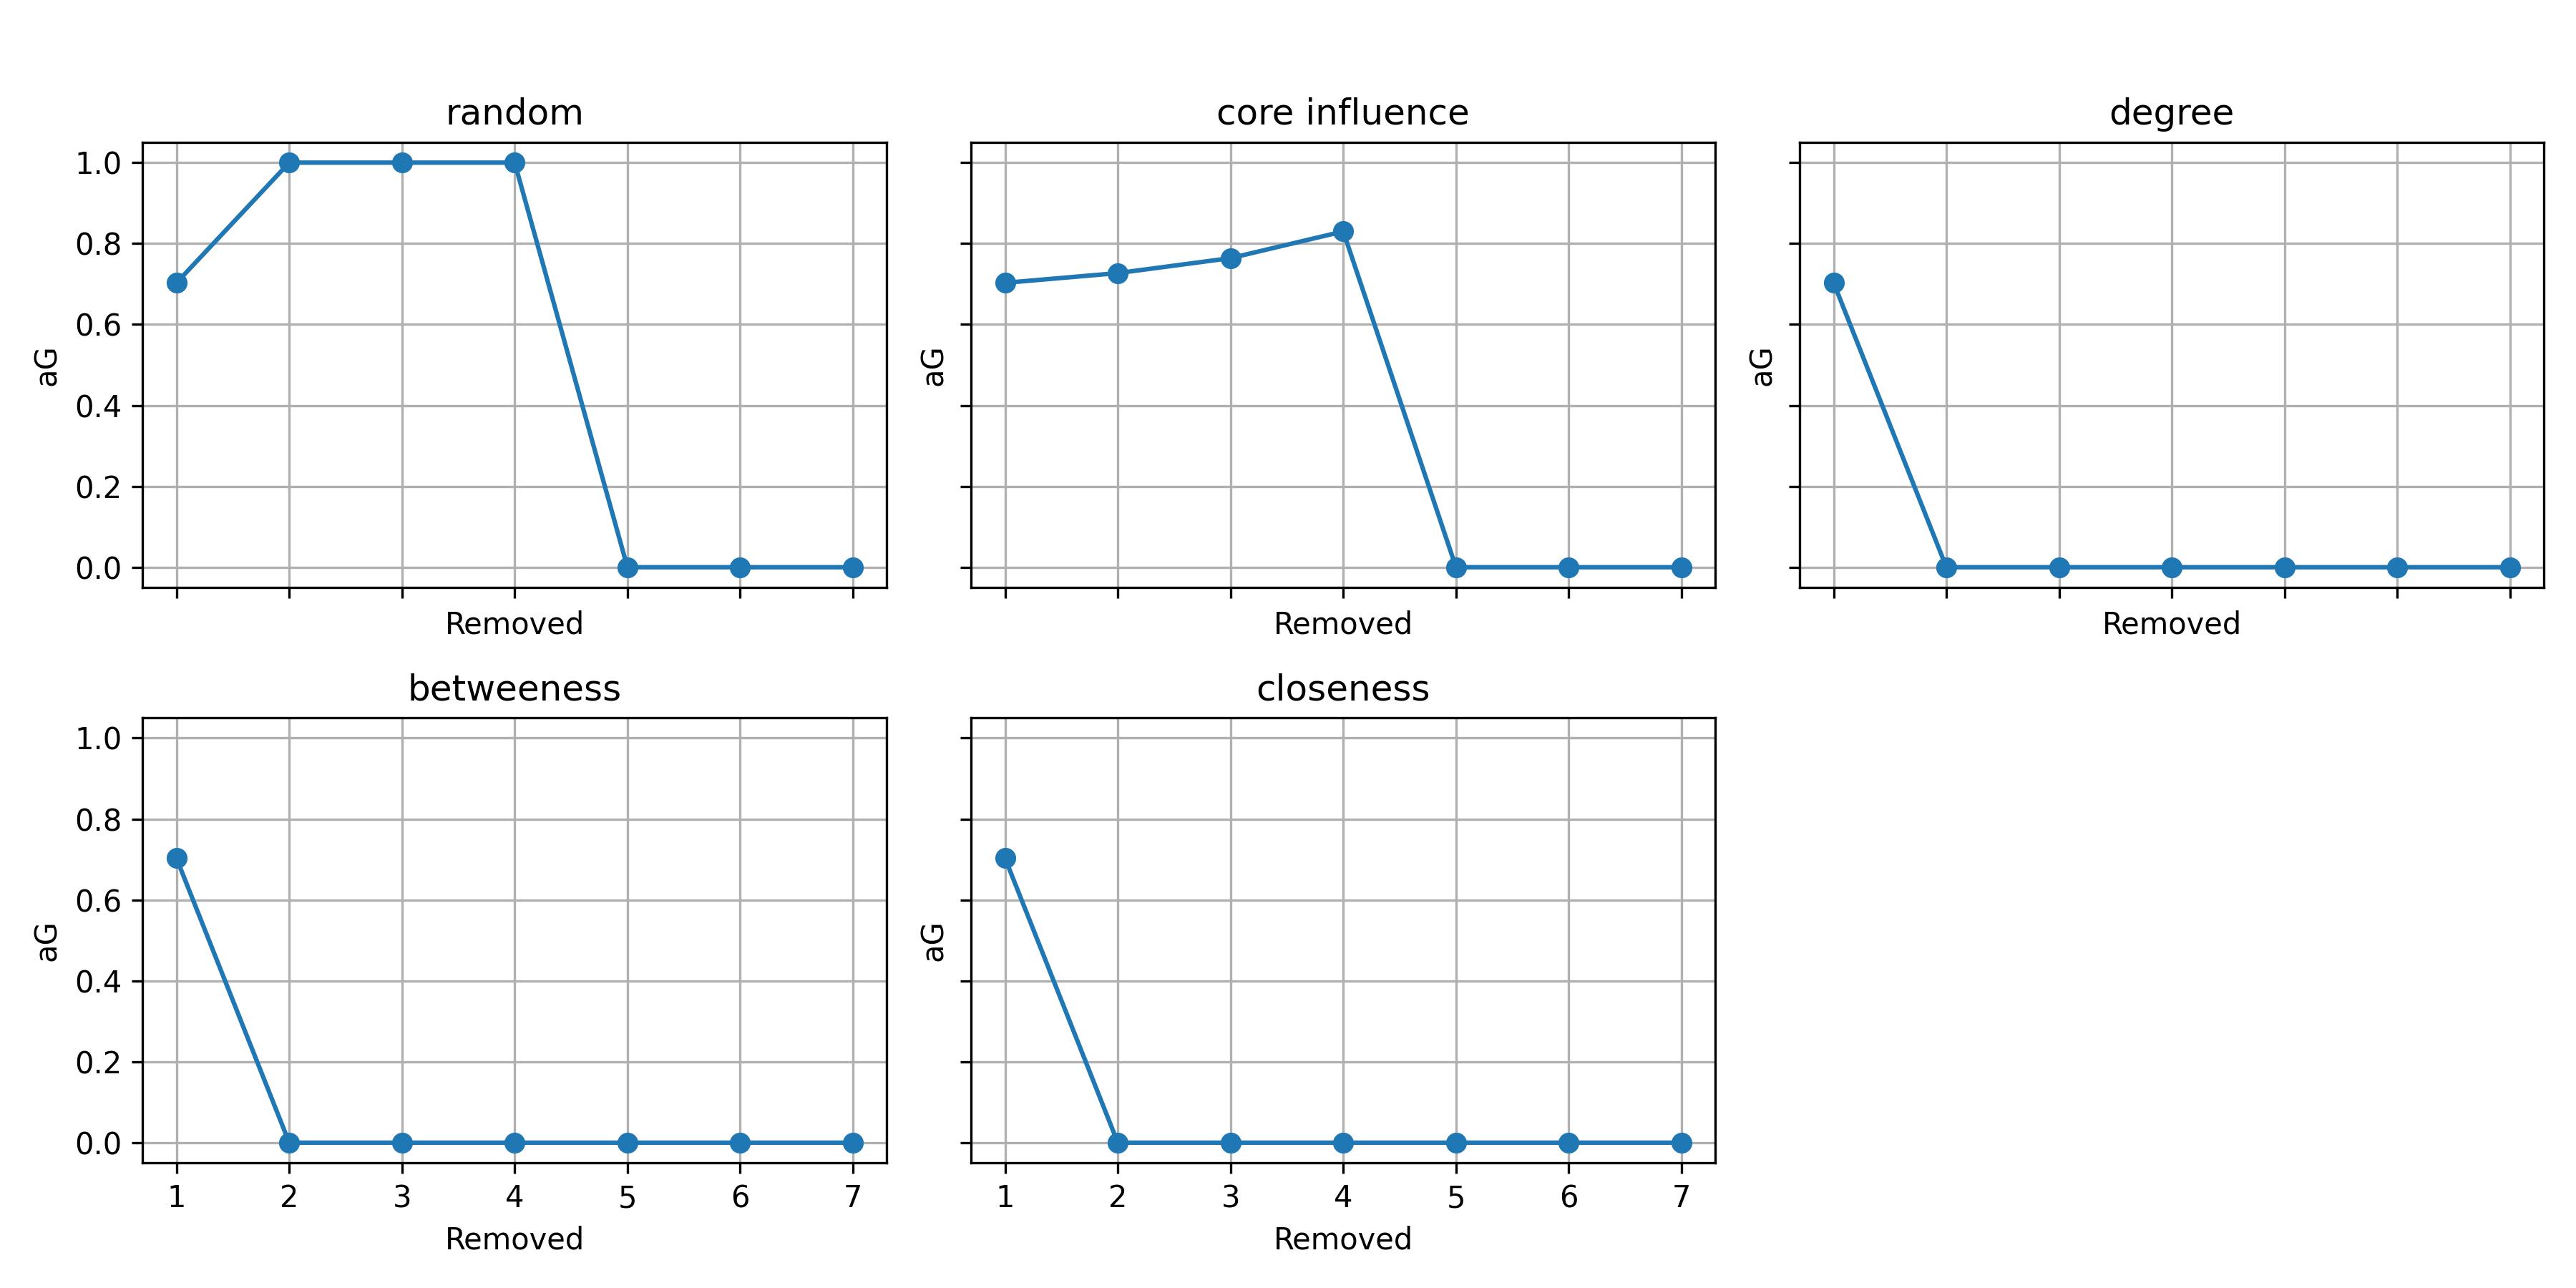 random
core influence
degree
1.0
0.8
0.6
0.4
0.2
0.0
aG
aG
aG
Removed
Removed
Removed
betweeness
closeness
1.0
0.8
0.6
0.4
0.2
0.0
aG
aG
1 2 3 4 5 6 7
1 2 3 4 5 6 7
Removed
Removed